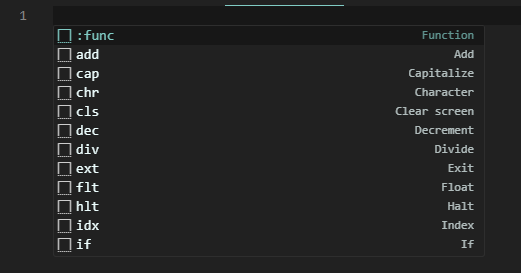 1
:func Function
add Add
cap Capitalize
chr Character
cls Clear screen
dec Decrement
div Divide
ext Exit
flt Float
hlt Halt
idx Index
if If